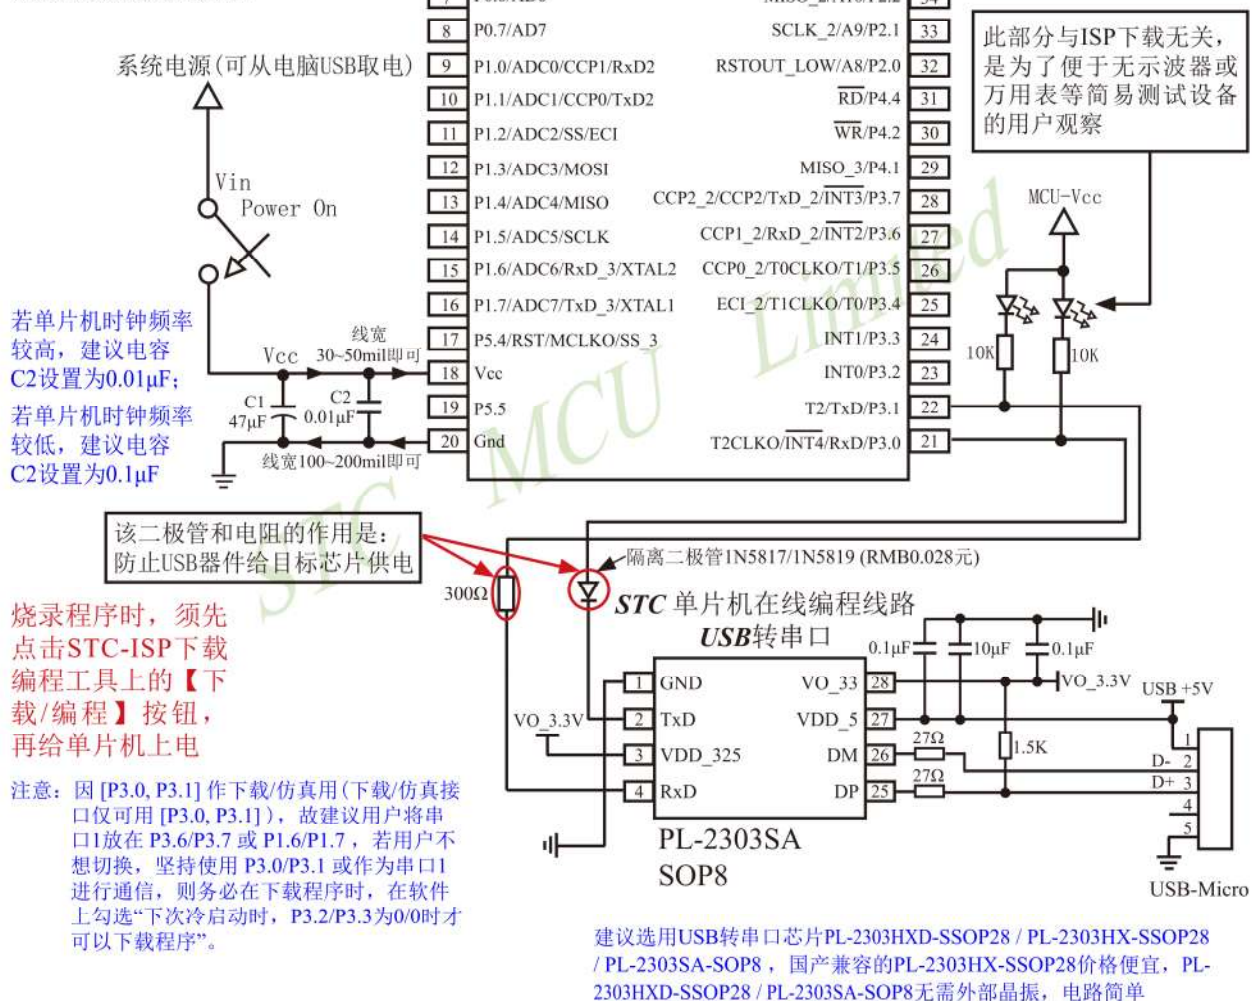 8 P0.7/AD7 SCLK_2/A9/P2.1 33
系统电源(可从电脑USB取电) 9 P1.0/ADC0/CCP1/RxD2 RSTOUT_LOW/A8/P2.0 32
10 P1.1/ADC1/CCP0/TxD2 RD/P4.4 31
11 P1.2/ADC2/SS/ECI WR/P4.2 30
12 P1.3/ADC3/MOSI MISO_3/P4.1 29
13 P1.4/ADC4/MISO CCP2_2/CCP2/TxD_2/INT3/P3.7 28
14 P1.5/ADC5/SCLK CCP1_2/RxD_2/INT2/P3.6 27
15 P1.6/ADC6/RxD_3/XTAL2 CCP0_2/T0CLKO/T1/P3.5 26
16 P1.7/ADC7/TxD_3/XTAL1 ECI_2/T1CLKO/T0/P3.4 25
17 P5.4/RST/MCLKO/SS_3 INT1/P3.3 24
18 Vcc INT0/P3.2 23
19 P5.5 T2/TxD/P3.1 22
20 Gnd T2CLKO/INT4/RxD/P3.0 21
此部分与ISP下载无关，
是为了便于无示波器或
万用表等简易测试设备
的用户观察
MCU-Vcc
10K
10K
Vin
Power On
若单片机时钟频率
较高，建议电容
C2设置为0.01μF；
若单片机时钟频率
较低，建议电容
C2设置为0.1μF
Vcc
线宽
30~50mil即可
C1
47μF
C2
0.01μF
线宽100~200mil即可
STC MCU Limited
该二极管和电阻的作用是：
防止USB器件给目标芯片供电
300Ω
隔离二极管1N5817/1N5819 (RMB0.028元)
STC 单片机在线编程线路
USB转串口
烧录程序时，须先
点击STC-ISP下载
编程工具上的【下
载/编程】按钮，
再给单片机上电
0.1μF
10μF
0.1μF
VO_3.3V
1 GND VO_33 28
2 TxD VDD_5 27
3 VDD_325 DM 26
4 RxD DP 25
VO_3.3V
USB +5V
27Ω
27Ω
1.5K
1
D- 2
D+ 3
4
5
USB-Micro
PL-2303SA
SOP8
注意：因 [P3.0, P3.1] 作下载/仿真用(下载/仿真接
口仅可用 [P3.0, P3.1] )，故建议用户将串
口1放在 P3.6/P3.7 或 P1.6/P1.7 ，若用户不
想切换，坚持使用 P3.0/P3.1 或作为串口1
进行通信，则务必在下载程序时，在软件
上勾选“下次冷启动时，P3.2/P3.3为0/0时才
可以下载程序”。
建议选用USB转串口芯片PL-2303HXD-SSOP28 / PL-2303HX-SSOP28
/ PL-2303SA-SOP8 ，国产兼容的PL-2303HX-SSOP28价格便宜，PL-
2303HXD-SSOP28 / PL-2303SA-SOP8无需外部晶振，电路简单